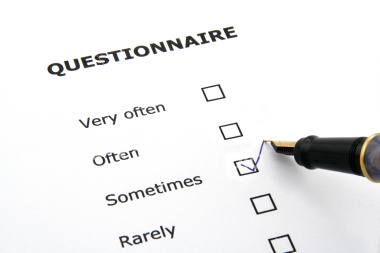 QUESTIONNAIRE
Very often
Often
Sometimes
Rarely